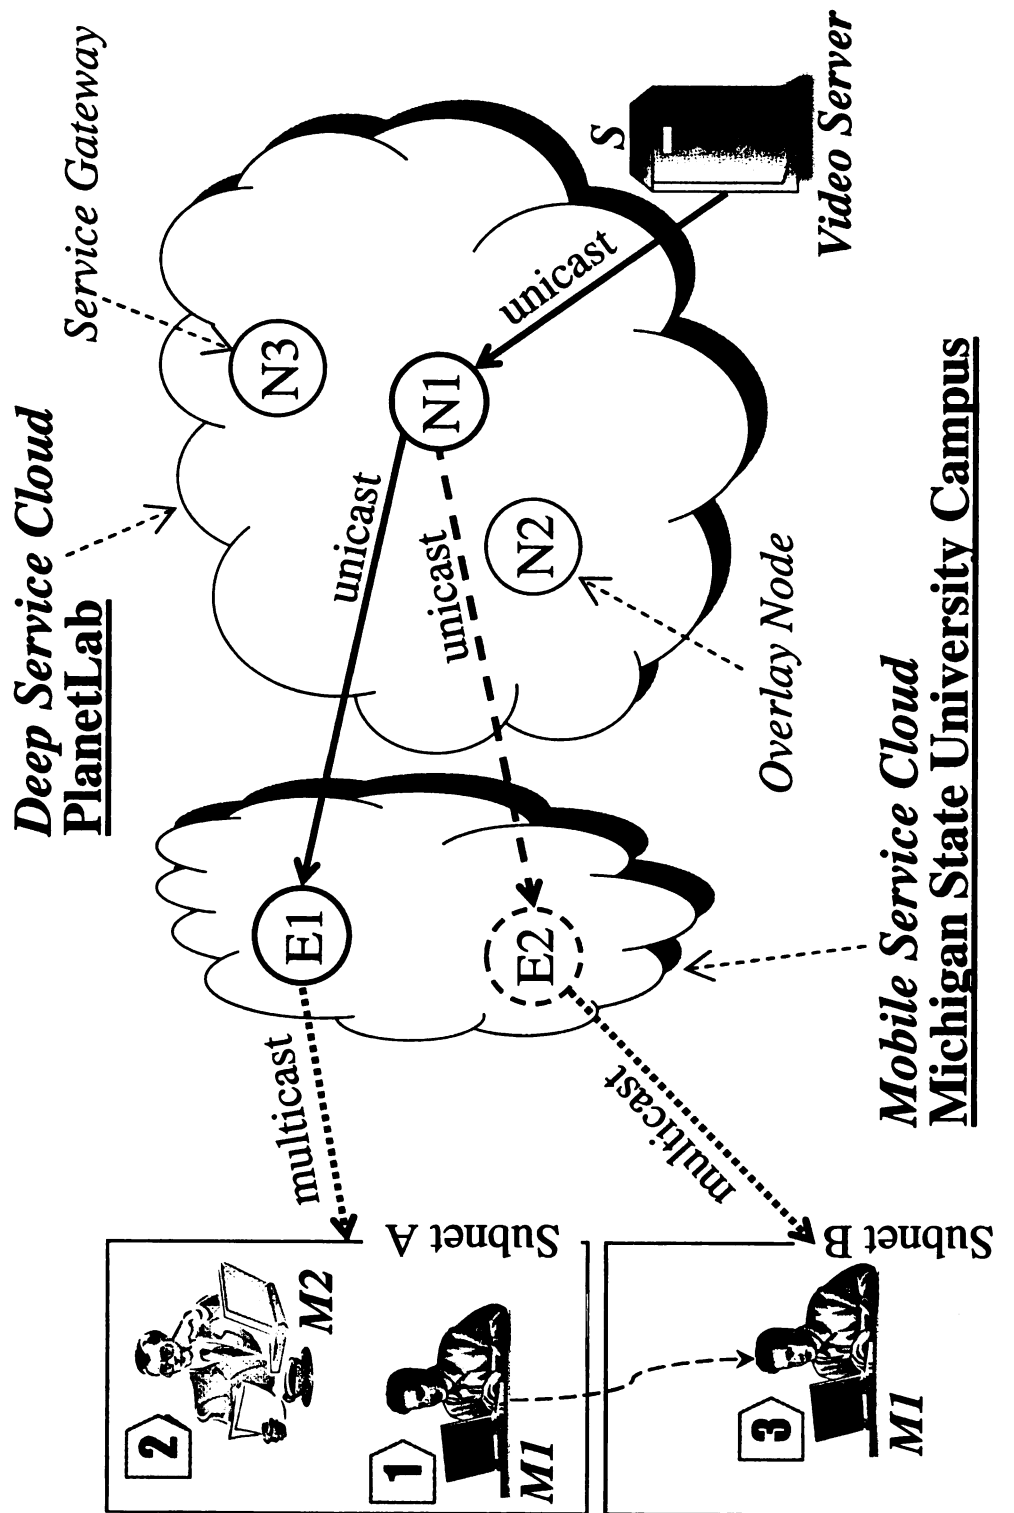 Deep Service Cloud
PlanetLab
Service Gateway
N3
N1
N2
unicast
unicast
unicast
S
Video Server
Overlay Node
E1
E2
Mobile Service Cloud
Michigan State University Campus
multicast
multicast
Subnet A
Subnet B
2
M2
1
M1
3
M1